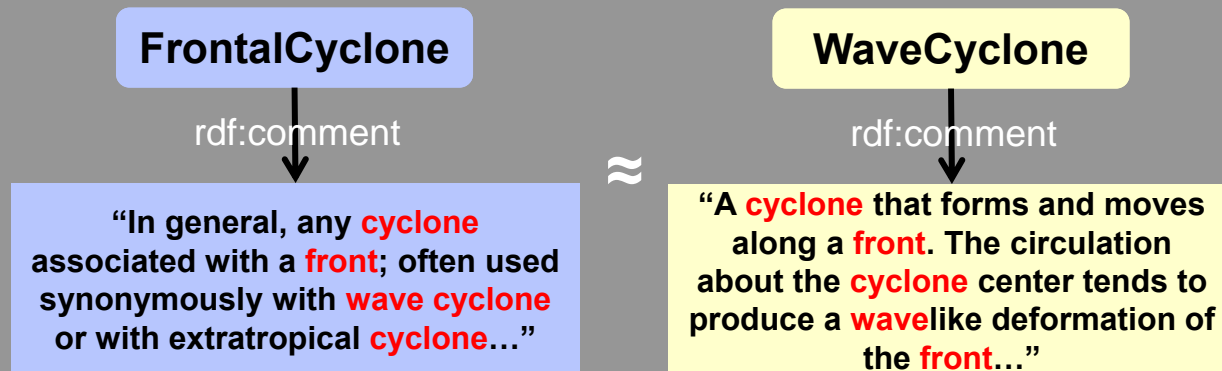 FrontalCyclone
rdf:comment
“In general, any cyclone
associated with a front; often used
synonymously with wave cyclone
or with extratropical cyclone…”
≈
WaveCyclone
rdf:comment
“A cyclone that forms and moves
along a front. The circulation
about the cyclone center tends to
produce a wavelike deformation of
the front…”